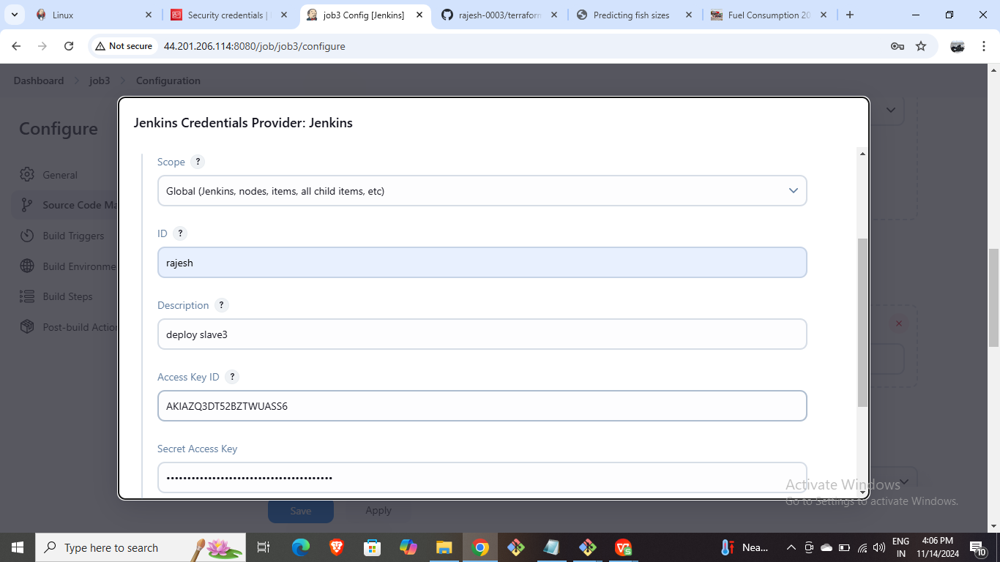 Linux
Security credentials |
job3 Config [Jenkins]
rajesh-0003/terraform
Predicting fish sizes
Fuel Consumption 20
Not secure
44.201.206.114:8080/job/job3/configure
Dashboard
job3
Configuration
Configure
General
Source Code Ma
Build Triggers
Build Environme
Build Steps
Post-build Action
Jenkins Credentials Provider: Jenkins
Scope ?
Global (Jenkins, nodes, items, all child items, etc)
ID ?
rajesh
Description ?
deploy slave3
Access Key ID ?
AKIAZQ3DT52BZTWUASS6
Secret Access Key
••••••••••••••••••••••••••••••••••••••••
Save
Apply
Activate Windows
Go to Settings to activate Windows.
Type here to search
Nea...
ENG
IN
4:06 PM
11/14/2024
10